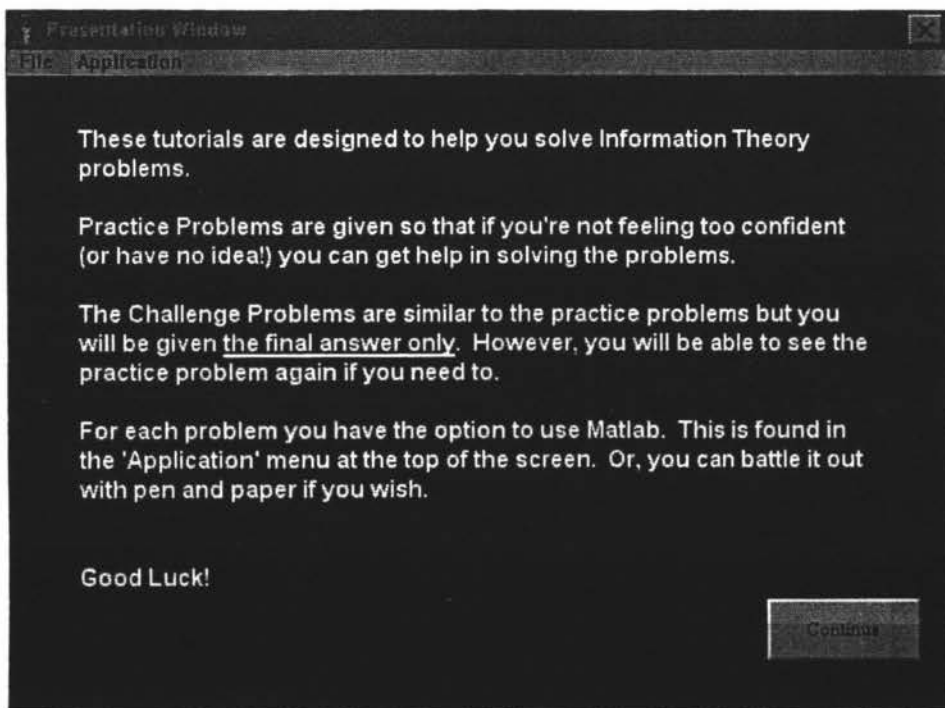 Presentation Window
File Application
These tutorials are designed to help you solve Information Theory
problems.
Practice Problems are given so that if you're not feeling too confident
(or have no idea!) you can get help in solving the problems.
The Challenge Problems are similar to the practice problems but you
will be given the final answer only. However, you will be able to see the
practice problem again if you need to.
For each problem you have the option to use Matlab. This is found in
the 'Application' menu at the top of the screen. Or, you can battle it out
with pen and paper if you wish.
Good Luck!
Continue